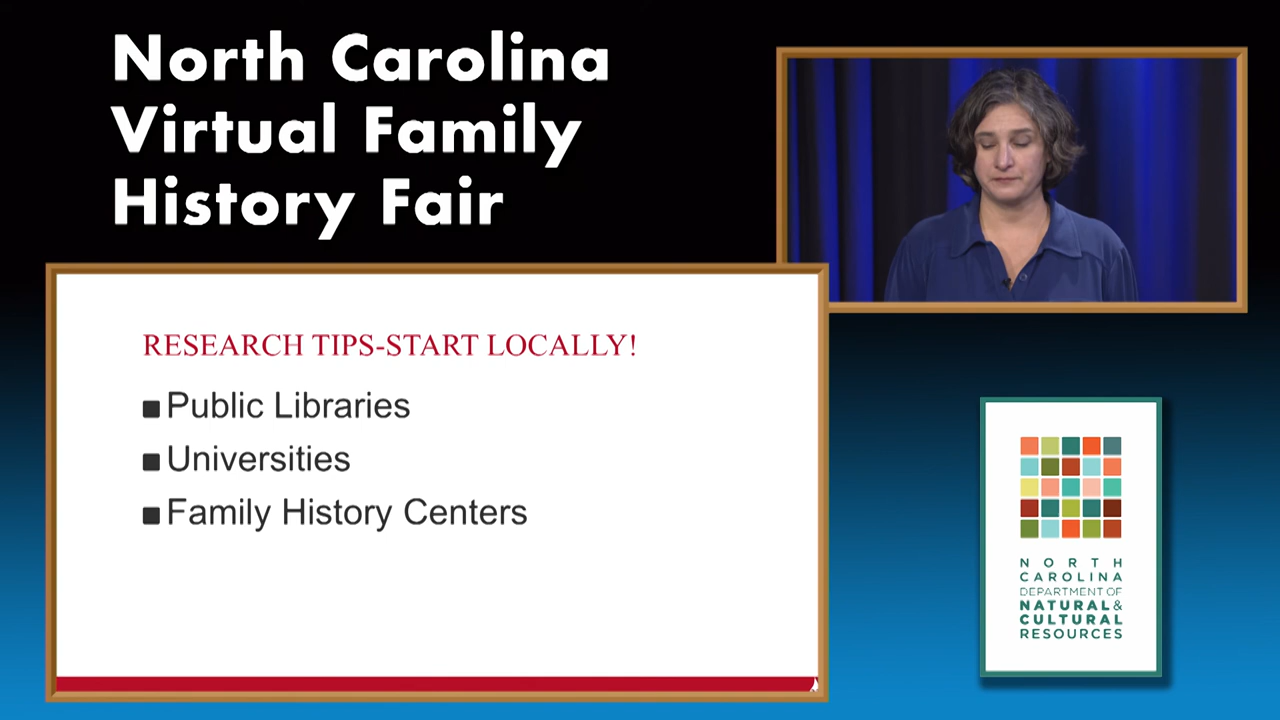 North Carolina
Virtual Family
History Fair
RESEARCH TIPS-START LOCALLY!
Public Libraries
Universities
Family History Centers
NORTH
CAROLINA
DEPARTMENT OF
NATURAL &
CULTURAL
RESOURCES